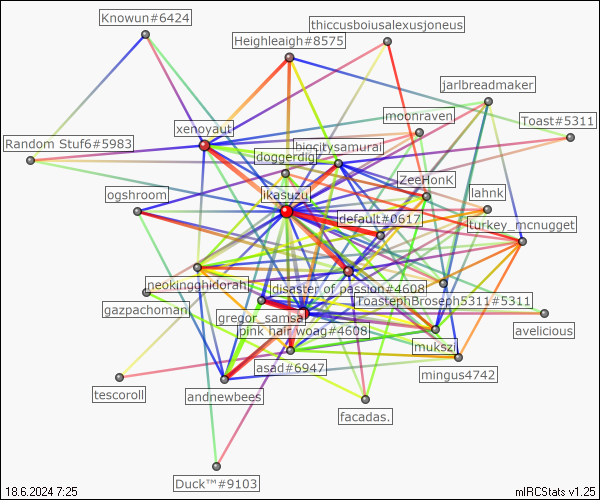 Knowun#6424
thiccusboiusalexusjoneus
Heighleaigh#8575
jarlbreadmaker
moonraven
Toast#5311
xenoyaut
Random Stuf6#5983
biocitysamurai
doggerdigz
ZeeHonK
ikasuzu
lahnk
ogshroom
default#0617
turkey_mcnugget
neokingghidorah
disaster of passion#4608
ToastephBroseph5311#5311
gazpachoman
gregor_samsa
avelicious
pink hair woag#4608
mukszi
asad#6947
mingus4742
tescoroll
andnewbees
facadas.
Duck™#9103
18.6.2024 7:25
mIRCStats v1.25